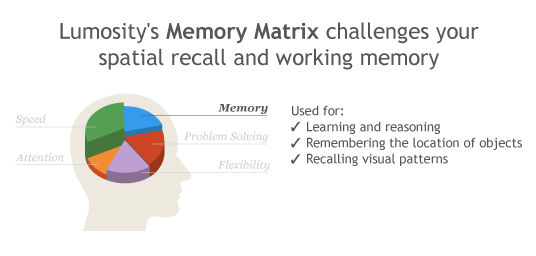 Lumosity's Memory Matrix challenges your
spatial recall and working memory
Speed
Attention
Memory
Problem Solving
Flexibility
Used for:
✓ Learning and reasoning
✓ Remembering the location of objects
✓ Recalling visual patterns